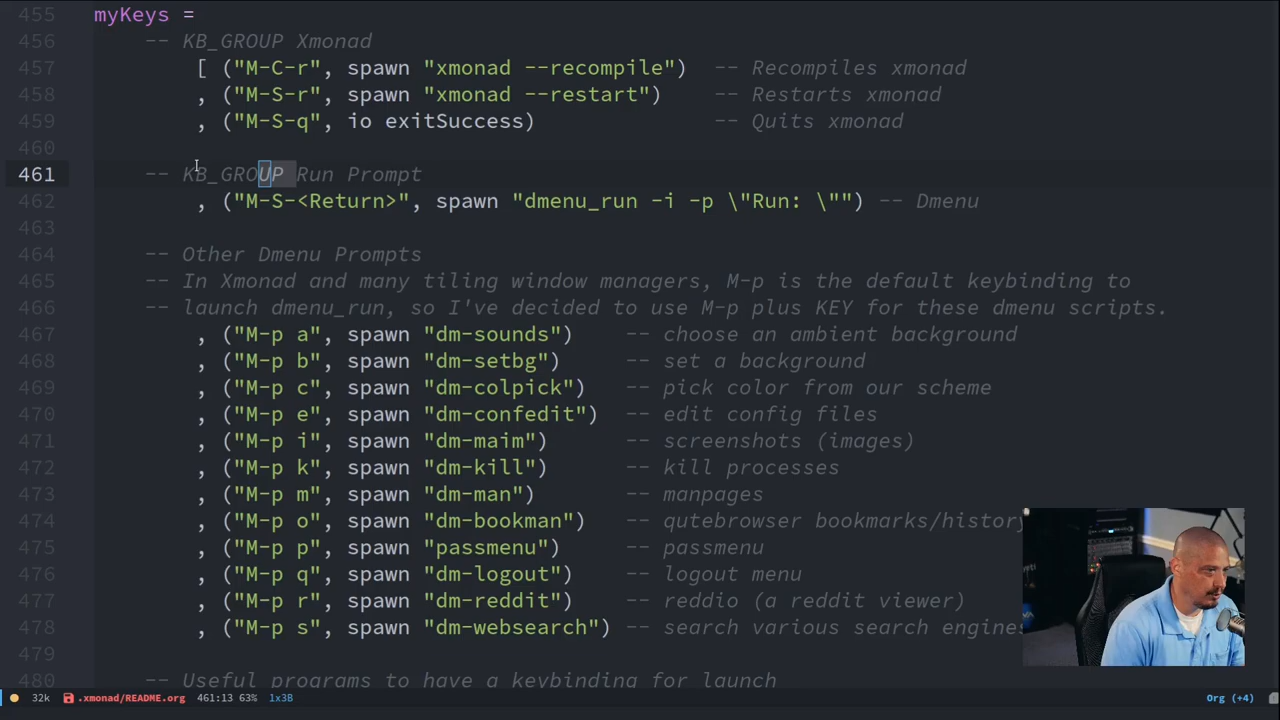 455 myKeys =
456 -- KB_GROUP Xmonad
457 [ ("M-C-r", spawn "xmonad --recompile") -- Recompiles xmonad
458 , ("M-S-r", spawn "xmonad --restart") -- Restarts xmonad
459 , ("M-S-q", io exitSuccess) -- Quits xmonad
460
461 -- KB_GROUP Run Prompt
462 , ("M-S-<Return>", spawn "dmenu_run -i -p \"Run: \"") -- Dmenu
463
464 -- Other Dmenu Prompts
465 -- In Xmonad and many tiling window managers, M-p is the default keybinding to
466 -- launch dmenu_run, so I've decided to use M-p plus KEY for these dmenu scripts.
467 , ("M-p a", spawn "dm-sounds") -- choose an ambient background
468 , ("M-p b", spawn "dm-setbg") -- set a background
469 , ("M-p c", spawn "dm-colpick") -- pick color from our scheme
470 , ("M-p e", spawn "dm-confedit") -- edit config files
471 , ("M-p i", spawn "dm-maim") -- screenshots (images)
472 , ("M-p k", spawn "dm-kill") -- kill processes
473 , ("M-p m", spawn "dm-man") -- manpages
474 , ("M-p o", spawn "dm-bookman") -- qutebrowser bookmarks/history
475 , ("M-p p", spawn "passmenu") -- passmenu
476 , ("M-p q", spawn "dm-logout") -- logout menu
477 , ("M-p r", spawn "dm-reddit") -- reddio (a reddit viewer)
478 , ("M-p s", spawn "dm-websearch") -- search various search engines
479
480 -- Useful programs to have a keybinding for launch
32k .xmonad/README.org 461:13 63% 1x3B Org (+4)